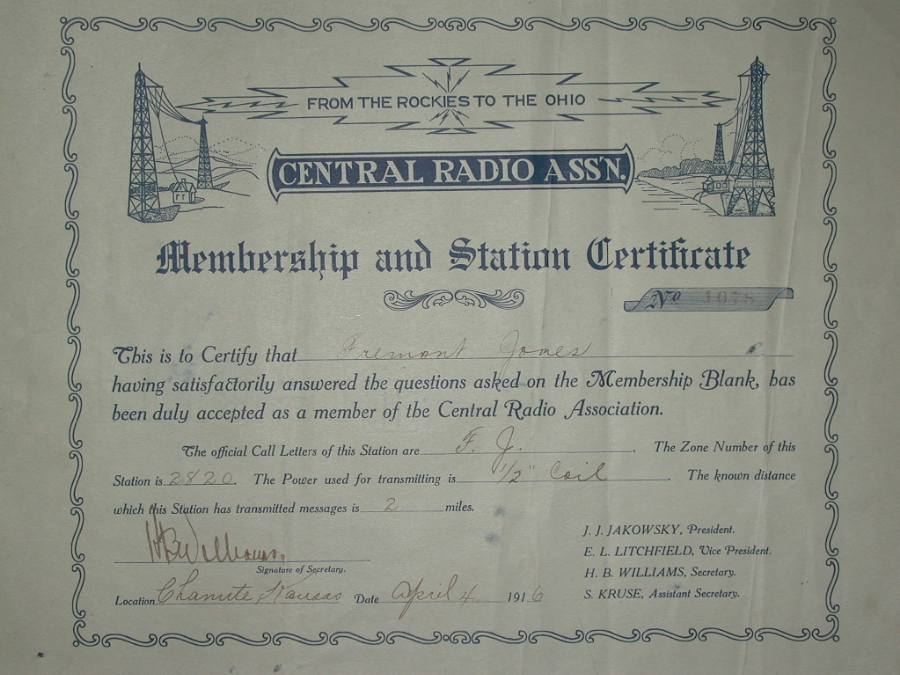 FROM THE ROCKIES TO THE OHIO
CENTRAL RADIO ASS'N.
Membership and Station Certificate
No 1078
This is to Certify that Fremont Jones
having satisfactorily answered the questions asked on the Membership Blank, has
been duly accepted as a member of the Central Radio Association.
The official Call Letters of this Station are F. J. . The Zone Number of this
Station is 2820. The Power used for transmitting is 1/2" Coil . The known distance
which this Station has transmitted messages is 2 miles.
HB Williams
Signature of Secretary.
Location Chanute, Kansas Date April 4 1916
J. J. JAKOWSKY, President.
E. L. LITCHFIELD, Vice President.
H. B. WILLIAMS, Secretary.
S. KRUSE, Assistant Secretary.